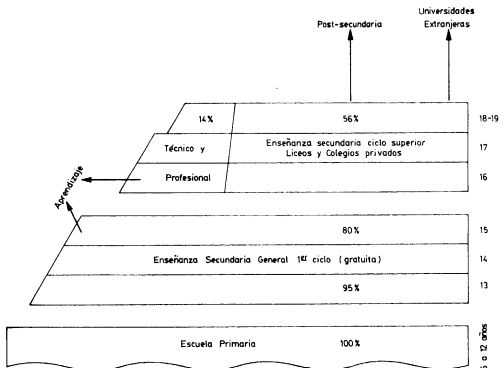 Universidades
Extranjeras
Post-secundaria
14% 56% 18-19
Técnico y Enseñanza secundaria ciclo superior 17
Liceos y Colegios privados
Profesional 16
Aprendizaje
80% 15
Enseñanza Secundaria General 1er ciclo (gratuita) 14
95% 13
Escuela Primaria 100%
a 12 años